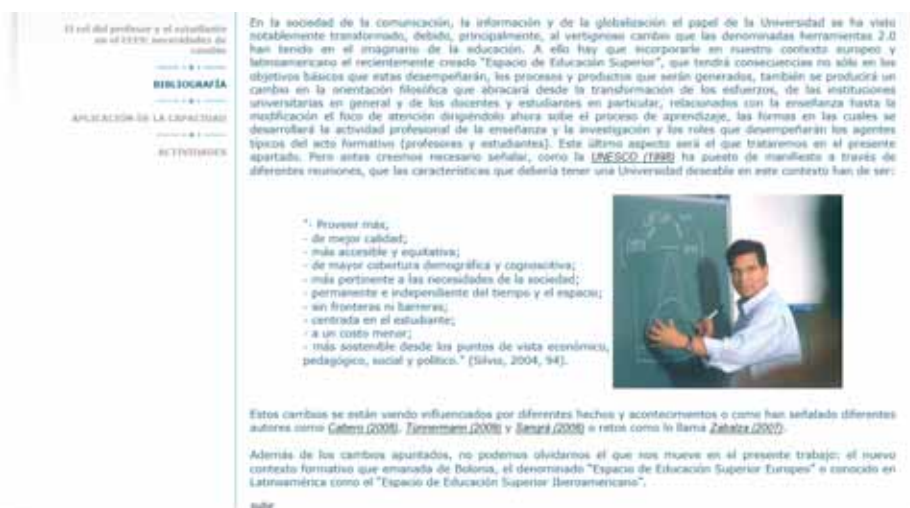 El rol del profesor y el estudiante
en el EEES: necesidades de
cambio
BIBLIOGRAFÍA
APLICACIÓN DE LA CAPACIDAD
ACTIVIDADES
En la sociedad de la comunicación, la información y de la globalización el papel de la Universidad se ha visto
notablemente transformado, debido, principalmente, al vertiginoso cambio que las denominadas herramientas 2.0
han tenido en el imaginario de la educación. A ello hay que incorporarle en nuestro contexto europeo y
latinoamericano el recientemente creado "Espacio de Educación Superior", que tendrá consecuencias no sólo en los
objetivos básicos que estas desempeñarán, los procesos y productos que serán generados, también se producirá un
cambio en la orientación filosófica que abracará desde la transformación de los esfuerzos, de las instituciones
universitarias en general y de los docentes y estudiantes en particular, relacionados con la enseñanza hasta la
modificación el foco de atención dirigiéndolo ahora sobe el proceso de aprendizaje, las formas en las cuales se
desarrollará la actividad profesional de la enseñanza y la investigación y los roles que desempeñarán los agentes
típicos del acto formativo (profesores y estudiantes). Este último aspecto será el que trataremos en el presente
apartado. Pero antes creemos necesario señalar, como la UNESCO (1998) ha puesto de manifiesto a través de
diferentes reuniones, que las características que debería tener una Universidad deseable en este contexto han de ser:
"- Proveer más,
- de mejor calidad;
- más accesible y equitativa;
- de mayor cobertura demográfica y cognoscitiva;
- más pertinente a las necesidades de la sociedad;
- permanente e independiente del tiempo y el espacio;
- sin fronteras ni barreras;
- centrada en el estudiante;
- a un costo menor;
- más sostenible desde los puntos de vista económico,
pedagógico, social y político." (Silvio, 2004, 94).
Estos cambios se están viendo influenciados por diferentes hechos y acontecimentos o como han señalado diferentes
autores como Cabero (2008), Tünnermann (2009) y Sangrá (2008) o retos como lo llama Zabalza (2007).
Además de los cambios apuntados, no podemos olvidarnos el que nos mueve en el presente trabajo: el nuevo
contexto formativo que emanada de Bolonia, el denominado "Espacio de Educación Superior Europeo" o conocido en
Latinoamérica como el "Espacio de Educación Superior Iberoamericano".
subir